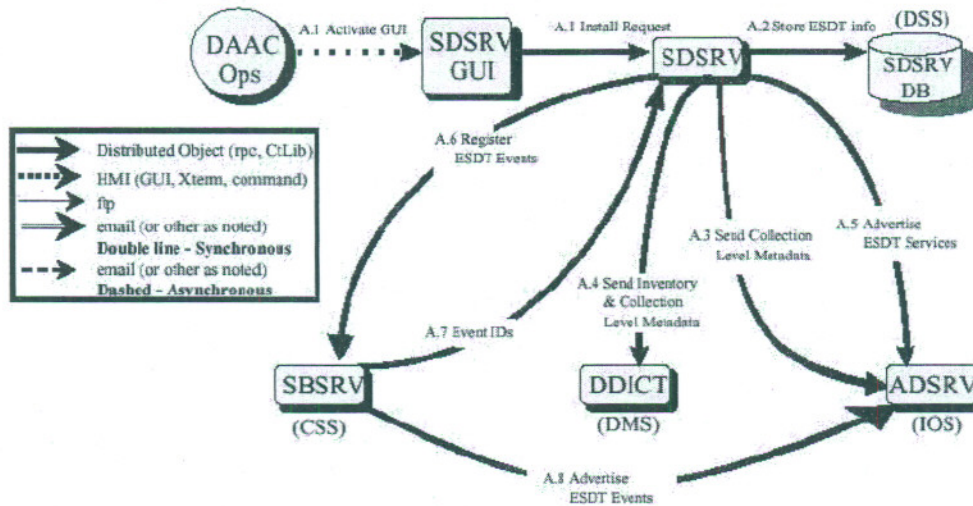 DAAC
Ops
A.1 Activate GUI
SDSRV
GUI
A.1 Install Request
SDSRV
A.2 Store ESDT info
(DSS)
SDSRV
DB
Distributed Object (rpc, CtLib)
HMI (GUI, Xterm, command)
ftp
email (or other as noted)
Double line - Synchronous
email (or other as noted)
Dashed - Asynchronous
A.6 Register
ESDT Events
A.3 Send Collection
Level Metadata
A.5 Advertise
ESDT Services
A.4 Send Inventory
& Collection
Level Metadata
A.7 Event IDs
SBSRV
(CSS)
DDICT
(DMS)
ADSRV
(IOS)
A.8 Advertise
ESDT Events